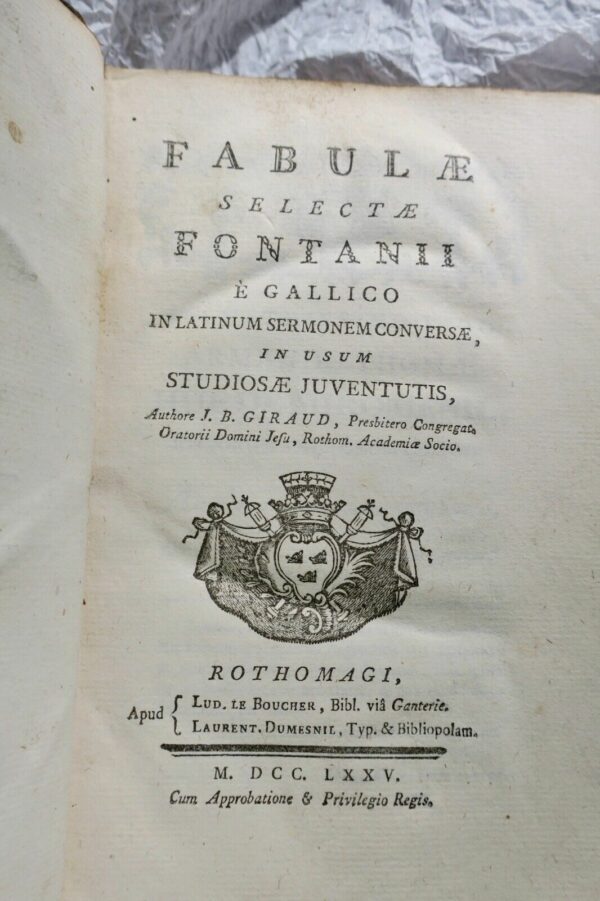 FABULÆ
SELECTÆ
FONTANII
È GALLICO
IN LATINUM SERMONEM CONVERSÆ,
IN USUM
STUDIOSÆ JUVENTUTIS,
Authore J. B. GIRAUD, Presbitero Congregat.
Oratorii Domini Jesu, Rothom. Academiæ Socio.
ROTHOMAGI,
Apud { LUD. LE BOUCHER, Bibl. viâ Ganterie.
LAURENT. DUMESNIL, Typ. & Bibliopolam.
M. DCC. LXXV.
Cum Approbatione & Privilegio Regis.